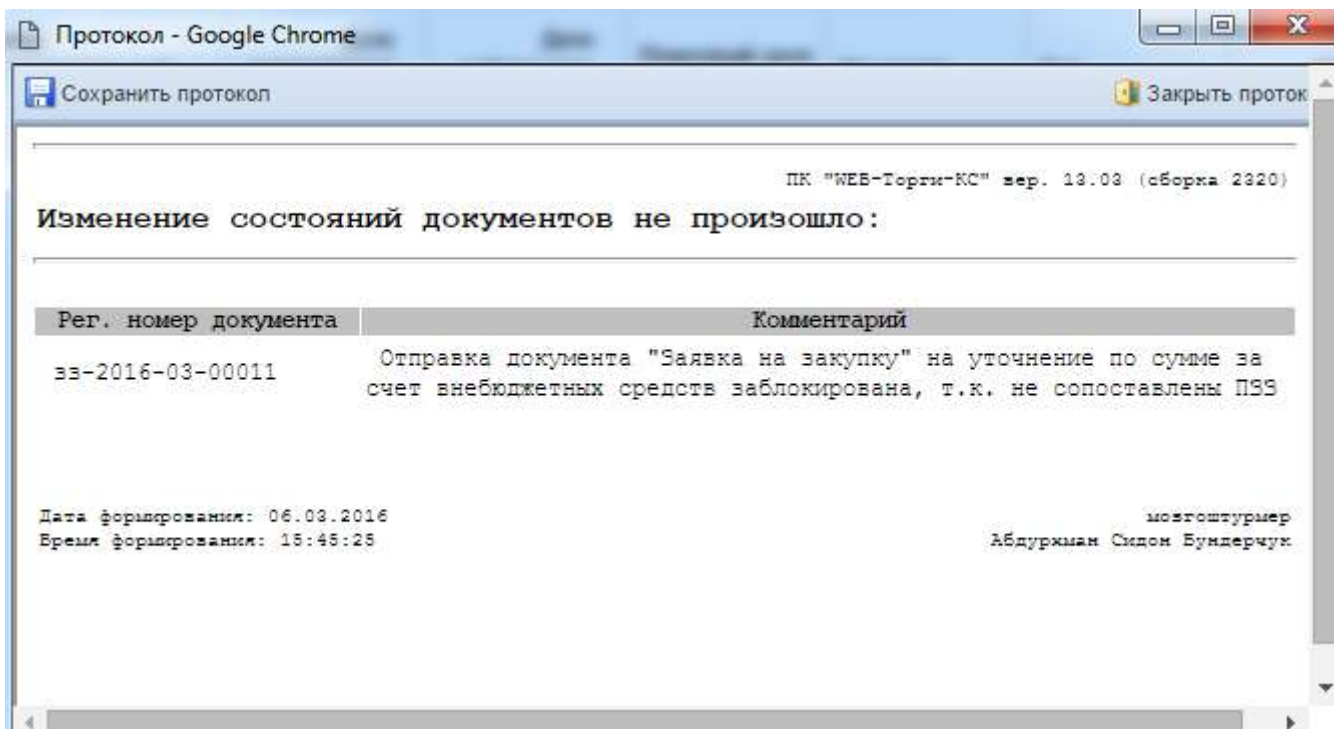 Протокол - Google Chrome
Сохранить протокол
Закрыть проток
ПК "WEB-Торги-КС" вер. 13.03 (сборка 2320)
Изменение состояний документов не произошло:
Рег. номер документа Комментарий
зз-2016-03-00011
Отправка документа "Заявка на закупку" на уточнение по сумме за
счет внебюджетных средств заблокирована, т.к. не сопоставлены ПЗЗ
Дата формирования: 06.03.2016
мозгоштурмер
Время формирования: 15:45:25
Абдурхман Сидон Бундерчук